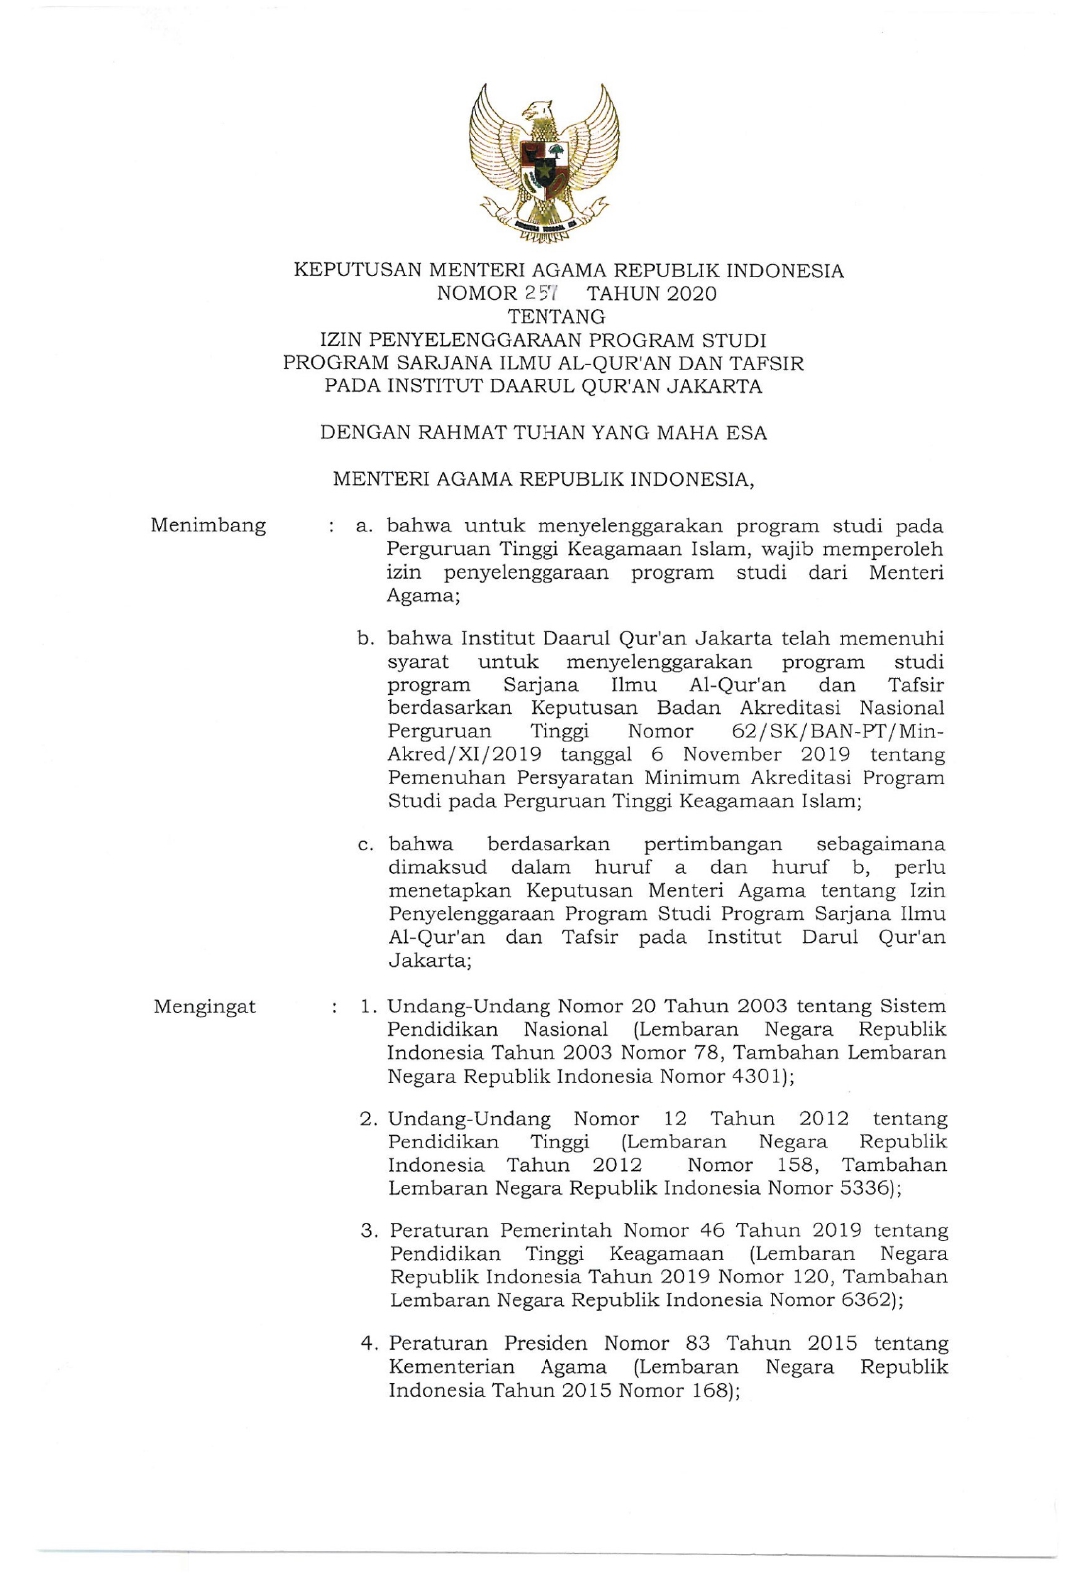 KEPUTUSAN MENTERI AGAMA REPUBLIK INDONESIA
NOMOR 257 TAHUN 2020
TENTANG
IZIN PENYELENGGARAAN PROGRAM STUDI
PROGRAM SARJANA ILMU AL-QUR'AN DAN TAFSIR
PADA INSTITUT DAARUL QUR'AN JAKARTA
DENGAN RAHMAT TUHAN YANG MAHA ESA
MENTERI AGAMA REPUBLIK INDONESIA,
Menimbang : a. bahwa untuk menyelenggarakan program studi pada
Perguruan Tinggi Keagamaan Islam, wajib memperoleh
izin penyelenggaraan program studi dari Menteri
Agama;
b. bahwa Institut Daarul Qur'an Jakarta telah memenuhi
syarat untuk menyelenggarakan program studi
program Sarjana Ilmu Al-Qur'an dan Tafsir
berdasarkan Keputusan Badan Akreditasi Nasional
Perguruan Tinggi Nomor 62/SK/BAN-PT/Min-
Akred/XI/2019 tanggal 6 November 2019 tentang
Pemenuhan Persyaratan Minimum Akreditasi Program
Studi pada Perguruan Tinggi Keagamaan Islam;
c. bahwa berdasarkan pertimbangan sebagaimana
dimaksud dalam huruf a dan huruf b, perlu
menetapkan Keputusan Menteri Agama tentang Izin
Penyelenggaraan Program Studi Program Sarjana Ilmu
Al-Qur'an dan Tafsir pada Institut Darul Qur'an
Jakarta;
Mengingat : 1. Undang-Undang Nomor 20 Tahun 2003 tentang Sistem
Pendidikan Nasional (Lembaran Negara Republik
Indonesia Tahun 2003 Nomor 78, Tambahan Lembaran
Negara Republik Indonesia Nomor 4301);
2. Undang-Undang Nomor 12 Tahun 2012 tentang
Pendidikan Tinggi (Lembaran Negara Republik
Indonesia Tahun 2012 Nomor 158, Tambahan
Lembaran Negara Republik Indonesia Nomor 5336);
3. Peraturan Pemerintah Nomor 46 Tahun 2019 tentang
Pendidikan Tinggi Keagamaan (Lembaran Negara
Republik Indonesia Tahun 2019 Nomor 120, Tambahan
Lembaran Negara Republik Indonesia Nomor 6362);
4. Peraturan Presiden Nomor 83 Tahun 2015 tentang
Kementerian Agama (Lembaran Negara Republik
Indonesia Tahun 2015 Nomor 168);